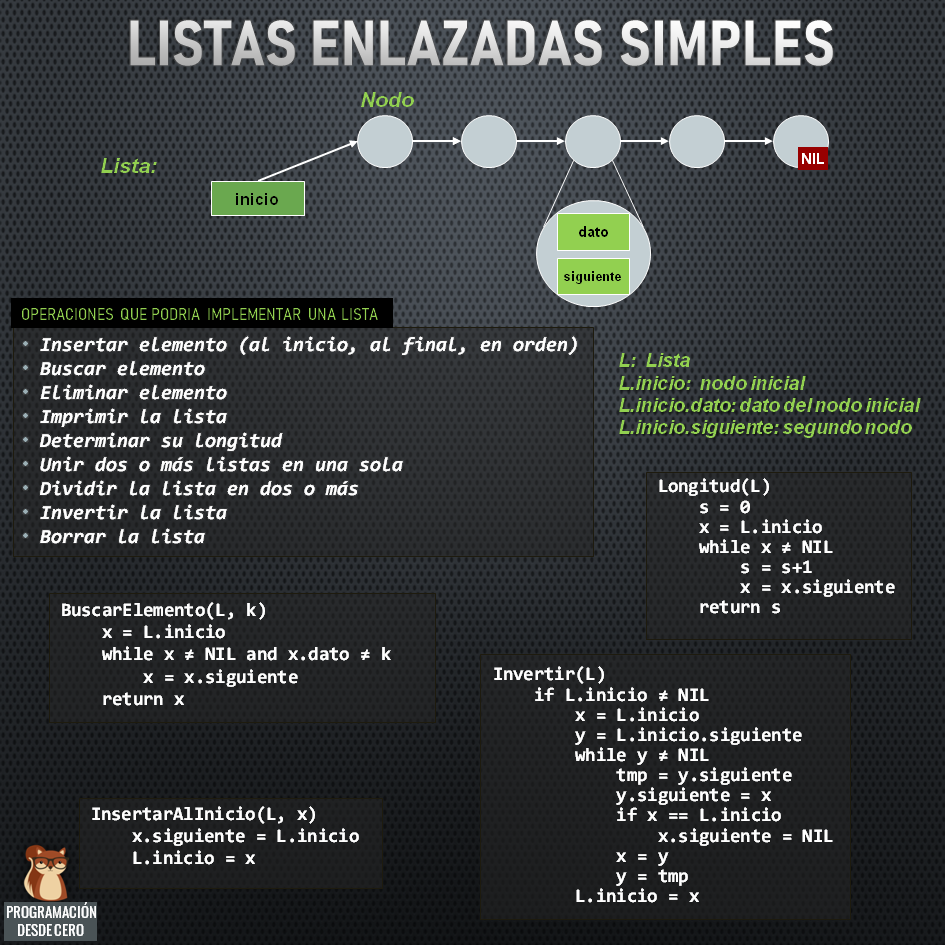 LISTAS ENLAZADAS SIMPLES
Nodo
Lista:
NIL
inicio
dato
siguiente
OPERACIONES QUE PODRIA IMPLEMENTAR UNA LISTA
• Insertar elemento (al inicio, al final, en orden)
• Buscar elemento
• Eliminar elemento
• Imprimir la lista
• Determinar su longitud
• Unir dos o más listas en una sola
• Dividir la lista en dos o más
• Invertir la lista
• Borrar la lista
L: Lista
L.inicio: nodo inicial
L.inicio.dato: dato del nodo inicial
L.inicio.siguiente: segundo nodo
Longitud(L)
    s = 0
    x = L.inicio
    while x ≠ NIL
        s = s+1
        x = x.siguiente
    return s
BuscarElemento(L, k)
    x = L.inicio
    while x ≠ NIL and x.dato ≠ k
        x = x.siguiente
    return x
Invertir(L)
    if L.inicio ≠ NIL
        x = L.inicio
        y = L.inicio.siguiente
        while y ≠ NIL
            tmp = y.siguiente
            y.siguiente = x
            if x == L.inicio
                x.siguiente = NIL
            x = y
            y = tmp
        L.inicio = x
InsertarAlInicio(L, x)
    x.siguiente = L.inicio
    L.inicio = x
PROGRAMACIÓN
DESDE CERO